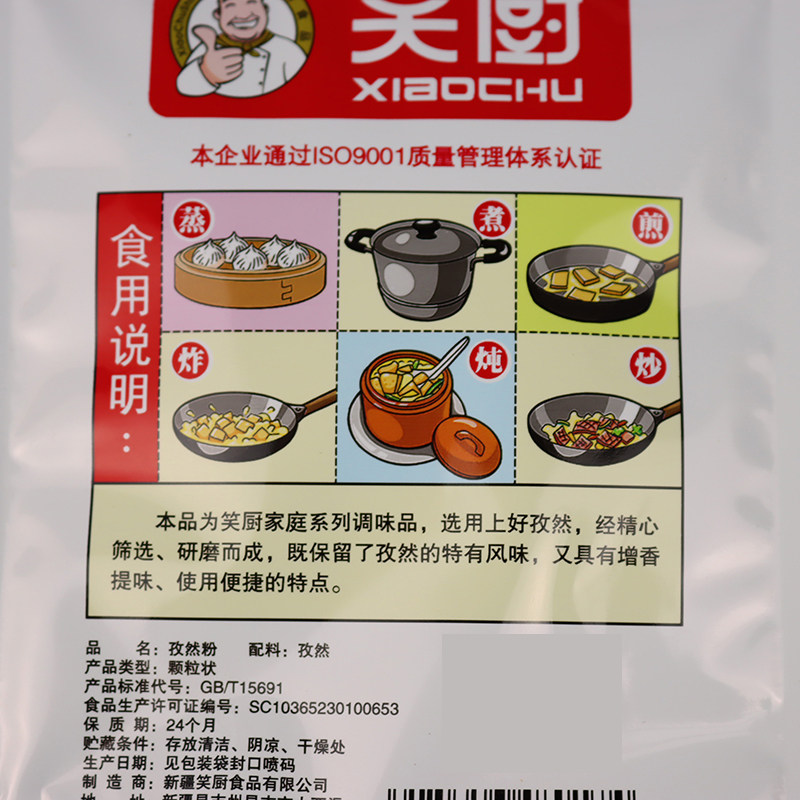 笑厨
XIAOCHU
本企业通过ISO9001质量管理体系认证
食用说明：
蒸
煮
煎
炸
炖
炒
本品为笑厨家庭系列调味品，选用上好孜然，经精心
筛选、研磨而成，既保留了孜然的特有风味，又具有增香
提味、使用便捷的特点。
品 名：孜然粉 配料：孜然
产品类型：颗粒状
产品标准代号：GB/T15691
食品生产许可证编号：SC10365230100653
保 质 期：24个月
贮藏条件：存放清洁、阴凉、干燥处
生产日期：见包装袋封口喷码
制 造 商：新疆笑厨食品有限公司